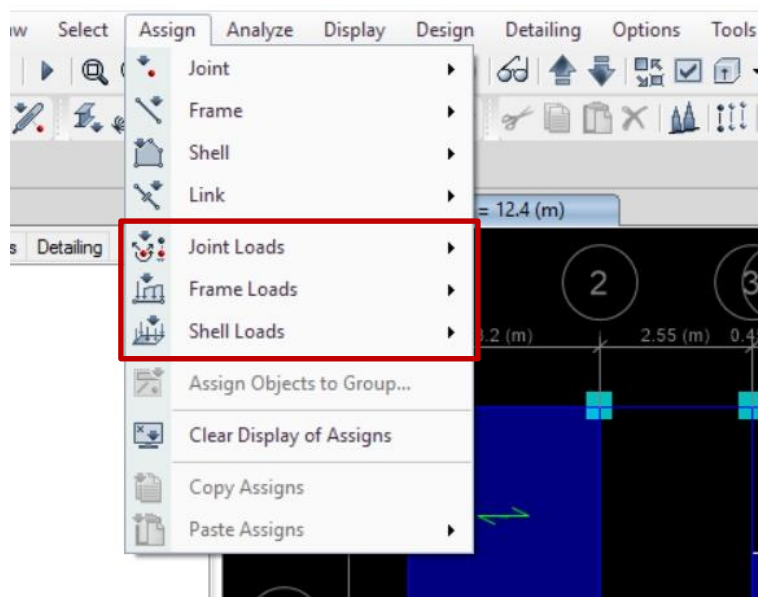 Select Assign Analyze Display Design Detailing Options Tools
Joint
Frame
Shell
Link
= 12.4 (m)
Detailing
Joint Loads
Frame Loads
Shell Loads
2
3
2.55 (m)
Assign Objects to Group...
Clear Display of Assigns
Copy Assigns
Paste Assigns